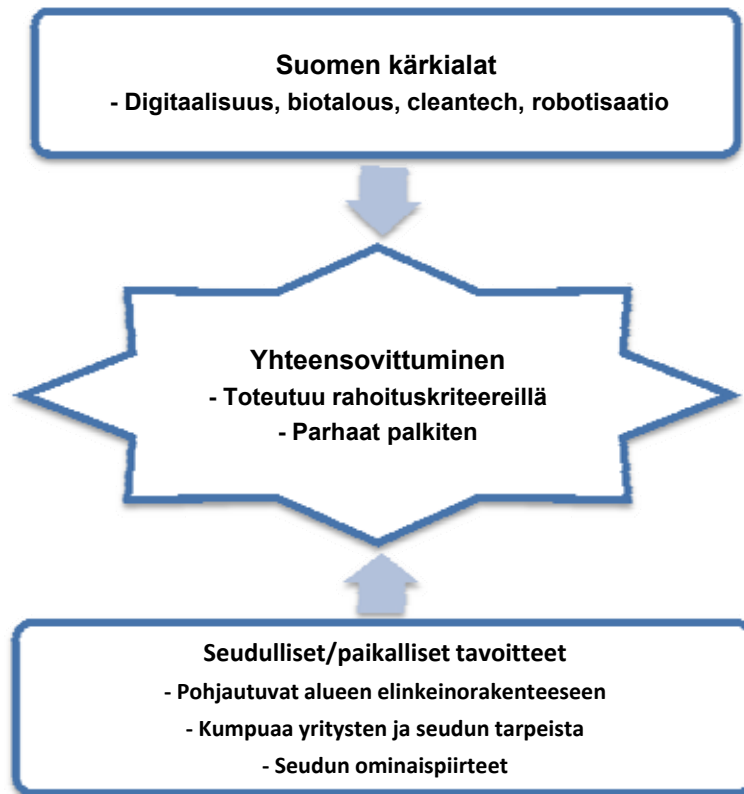 Suomen kärkialat
- Digitaalisuus, biotalous, cleantech, robotisaatio
Yhteensovittuminen
- Toteutuu rahoituskriteereillä
- Parhaat palkiten
Seudulliset/paikalliset tavoitteet
- Pohjautuvat alueen elinkeinorakenteeseen
- Kumpuaa yritysten ja seudun tarpeista
- Seudun ominaispiirteet